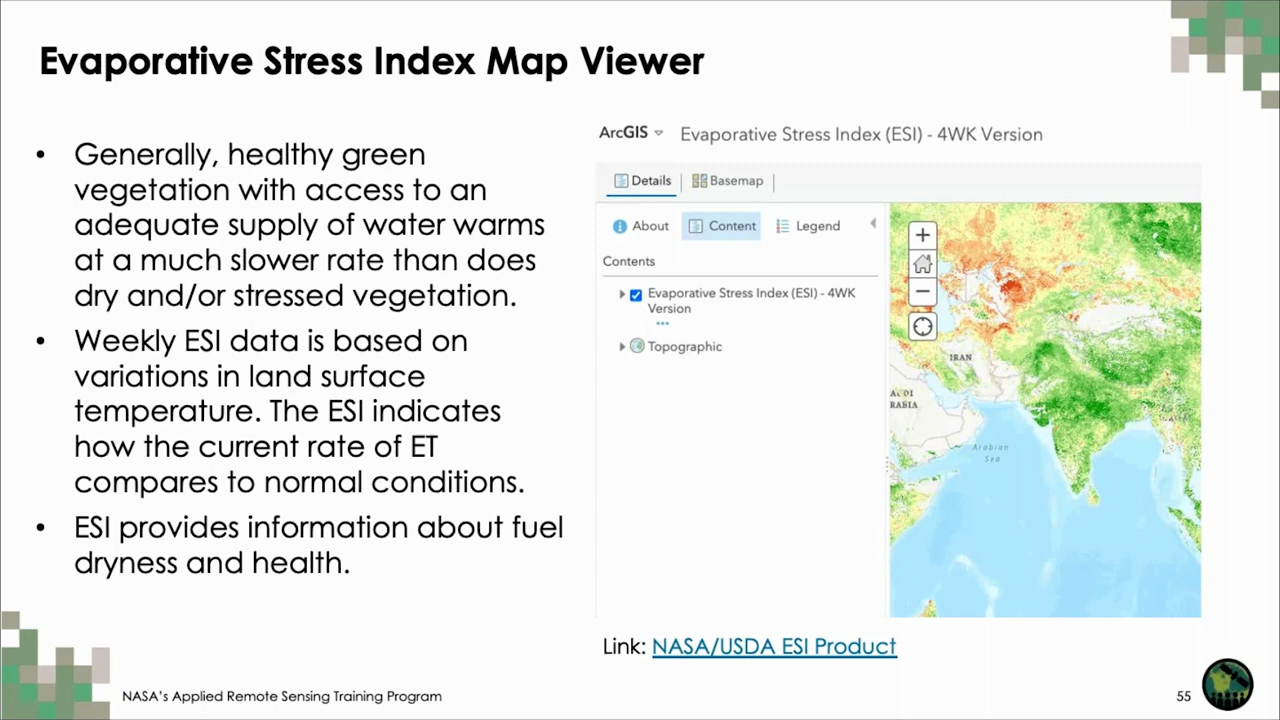 Evaporative Stress Index Map Viewer
• Generally, healthy green
vegetation with access to an
adequate supply of water warms
at a much slower rate than does
dry and/or stressed vegetation.
• Weekly ESI data is based on
variations in land surface
temperature. The ESI indicates
how the current rate of ET
compares to normal conditions.
• ESI provides information about fuel
dryness and health.
ArcGIS Evaporative Stress Index (ESI) - 4WK Version
Details Basemap
About Content Legend
Contents
Evaporative Stress Index (ESI) - 4WK
Version
Topographic
IRAN
RABIA
Arabian
Sea
Link: NASA/USDA ESI Product
NASA's Applied Remote Sensing Training Program
55